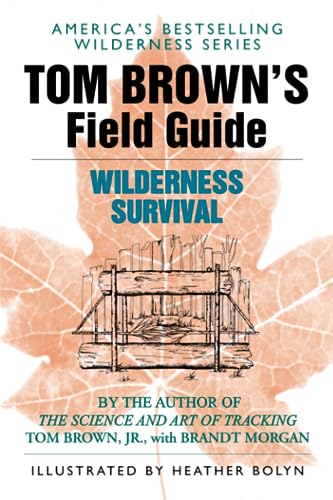 AMERICA'S BESTSELLING
WILDERNESS SERIES
TOM BROWN'S
Field Guide
WILDERNESS
SURVIVAL
BY THE AUTHOR OF
THE SCIENCE AND ART OF TRACKING
TOM BROWN, JR., with BRANDT MORGAN
ILLUSTRATED BY HEATHER BOLYN